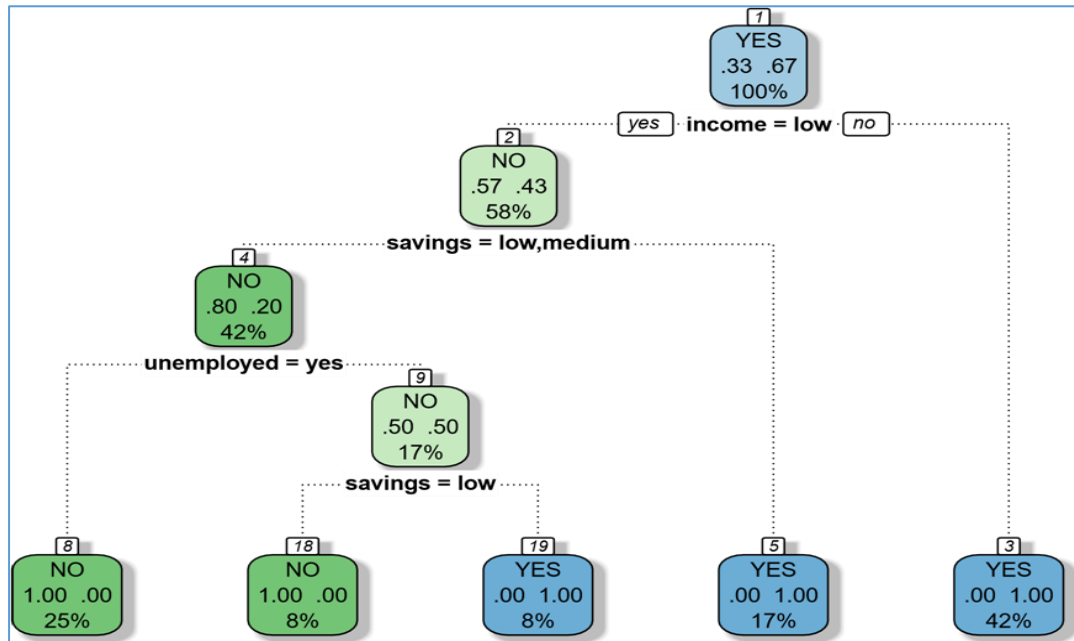 1
YES
.33 .67
100%
yes income = low no
2
NO
.57 .43
58%
savings = low,medium
4
NO
.80 .20
42%
unemployed = yes
9
NO
.50 .50
17%
savings = low
8
NO
1.00 .00
25%
18
NO
1.00 .00
8%
19
YES
.00 1.00
8%
5
YES
.00 1.00
17%
3
YES
.00 1.00
42%